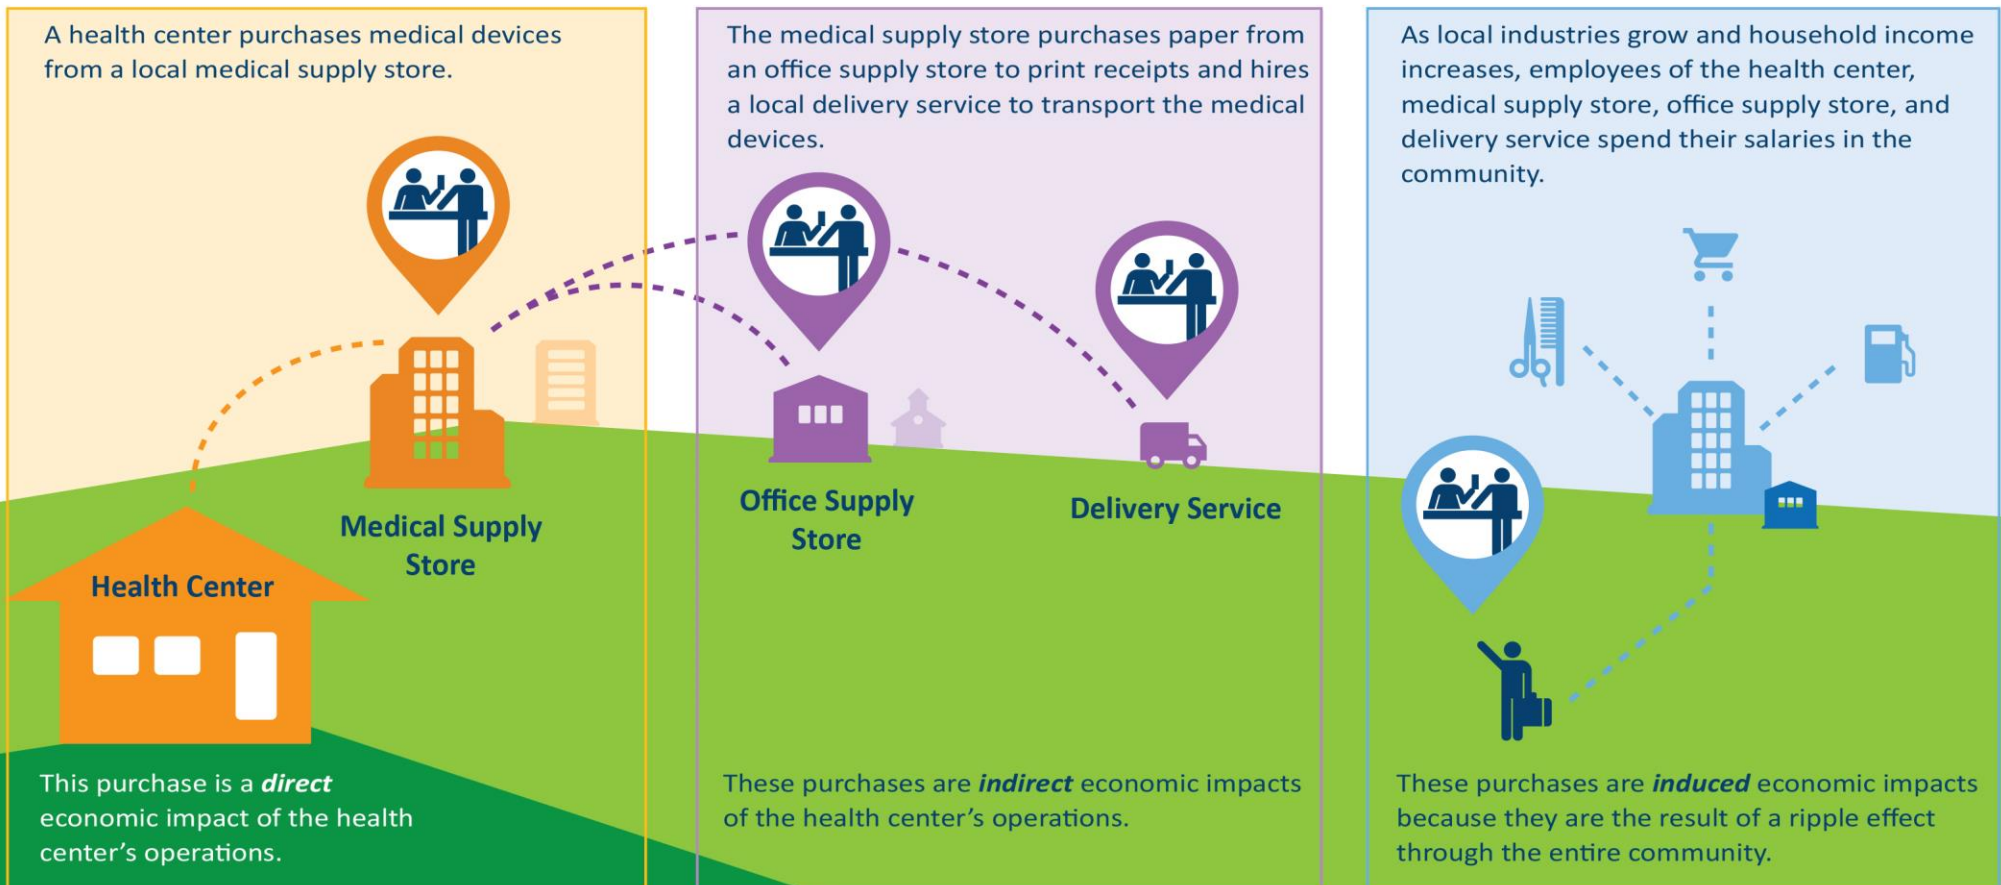 A health center purchases medical devices
from a local medical supply store.
Medical Supply
Store
Health Center
This purchase is a direct
economic impact of the health
center’s operations.
The medical supply store purchases paper from
an office supply store to print receipts and hires
a local delivery service to transport the medical
devices.
Office Supply
Store
Delivery Service
These purchases are indirect economic impacts
of the health center’s operations.
As local industries grow and household income
increases, employees of the health center,
medical supply store, office supply store, and
delivery service spend their salaries in the
community.
These purchases are induced economic impacts
because they are the result of a ripple effect
through the entire community.